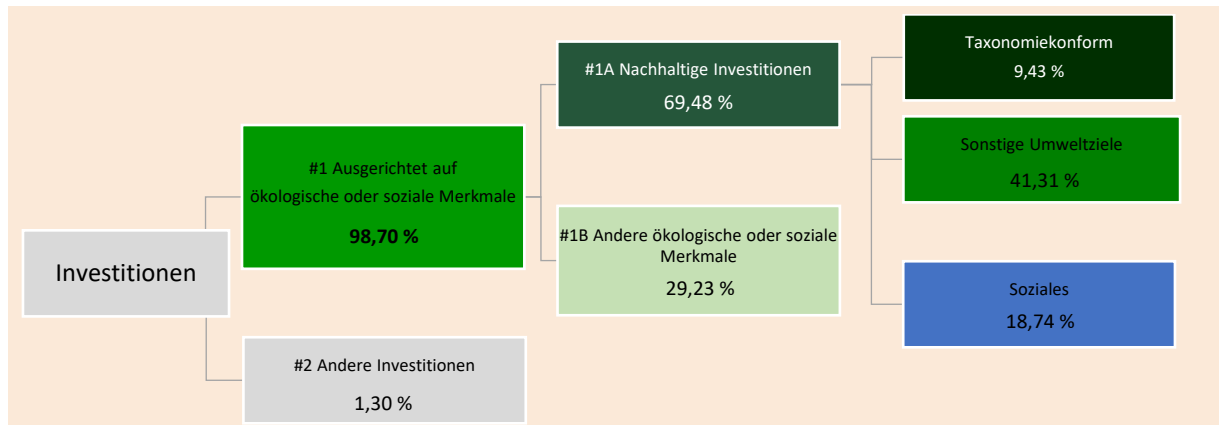 Investitionen
#1 Ausgerichtet auf
ökologische oder soziale Merkmale
98,70 %
#2 Andere Investitionen
1,30 %
#1A Nachhaltige Investitionen
69,48 %
#1B Andere ökologische oder soziale
Merkmale
29,23 %
Taxonomiekonform
9,43 %
Sonstige Umweltziele
41,31 %
Soziales
18,74 %